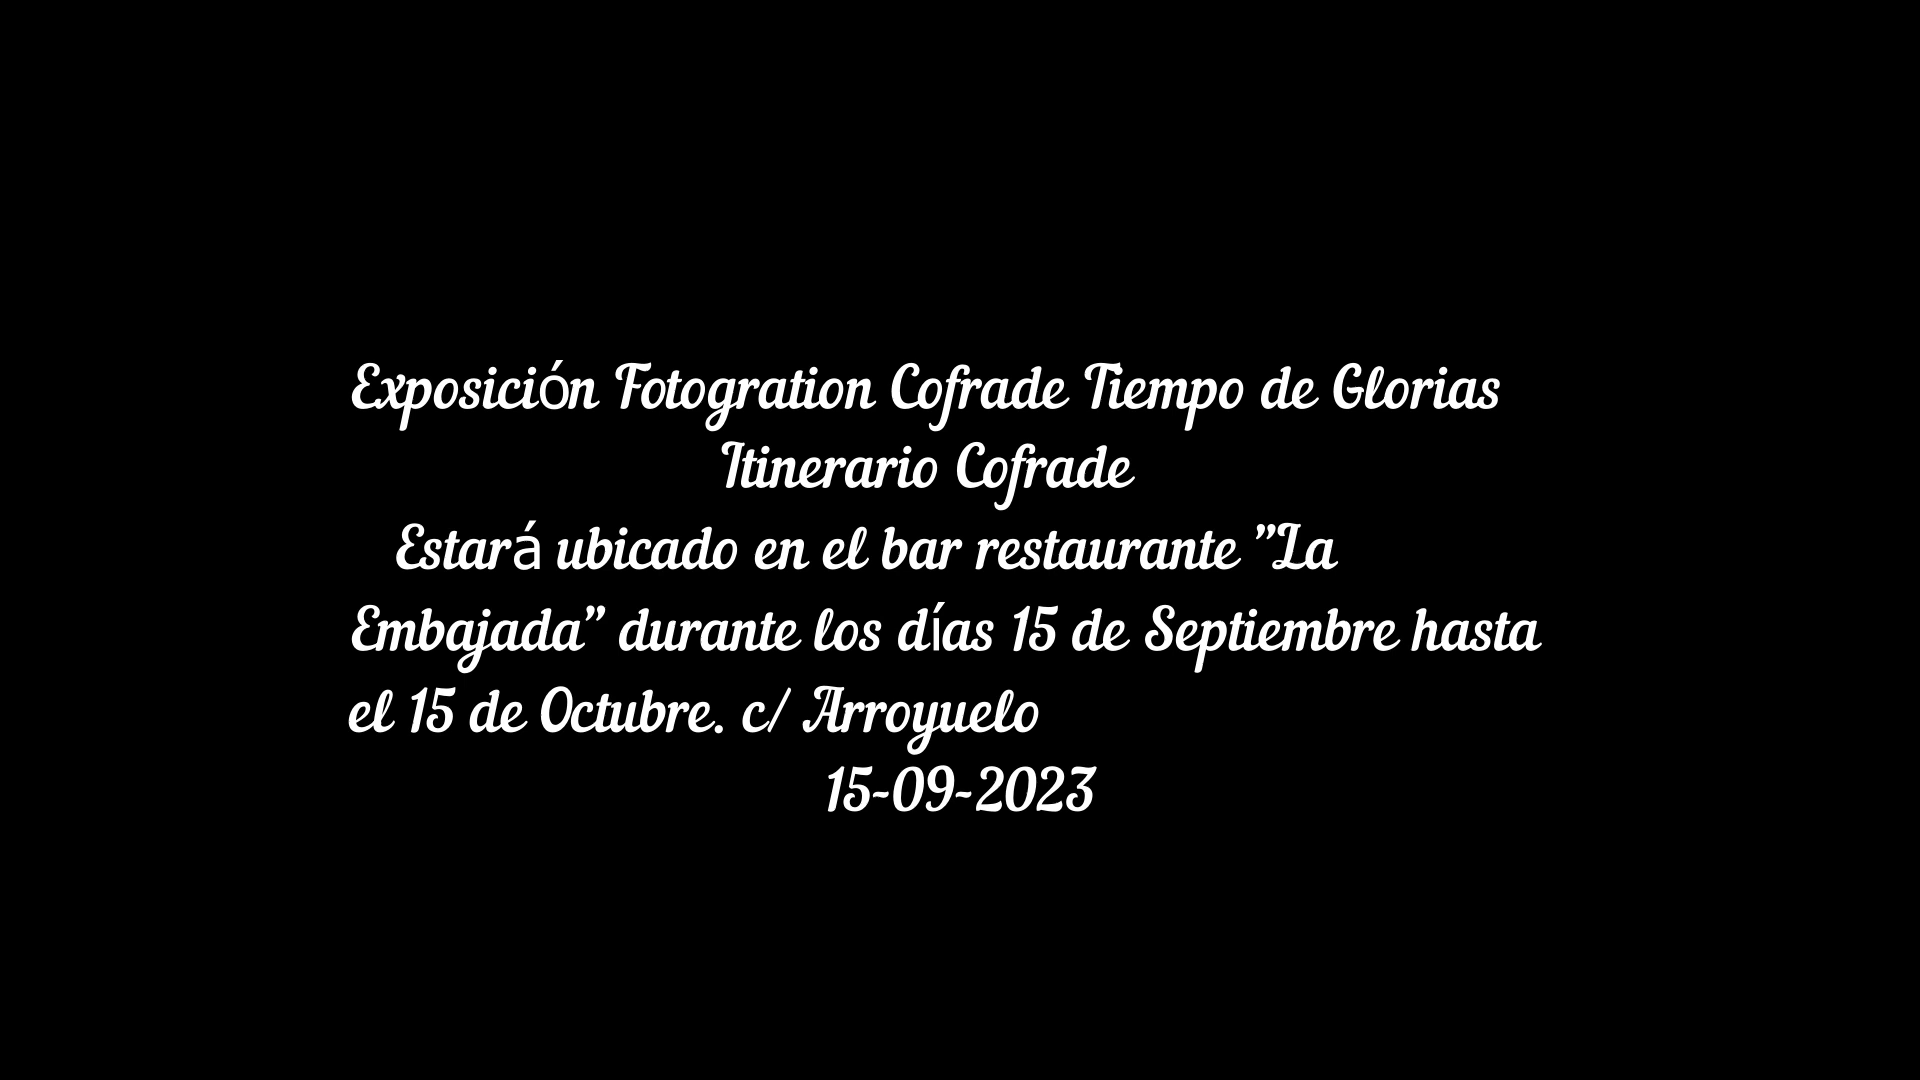 Exposición Fotogration Cofrade Tiempo de Glorias
Itinerario Cofrade
Estará ubicado en el bar restaurante "La
Embajada" durante los días 15 de Septiembre hasta
el 15 de Octubre. c/ Arroyuelo
15-09-2023